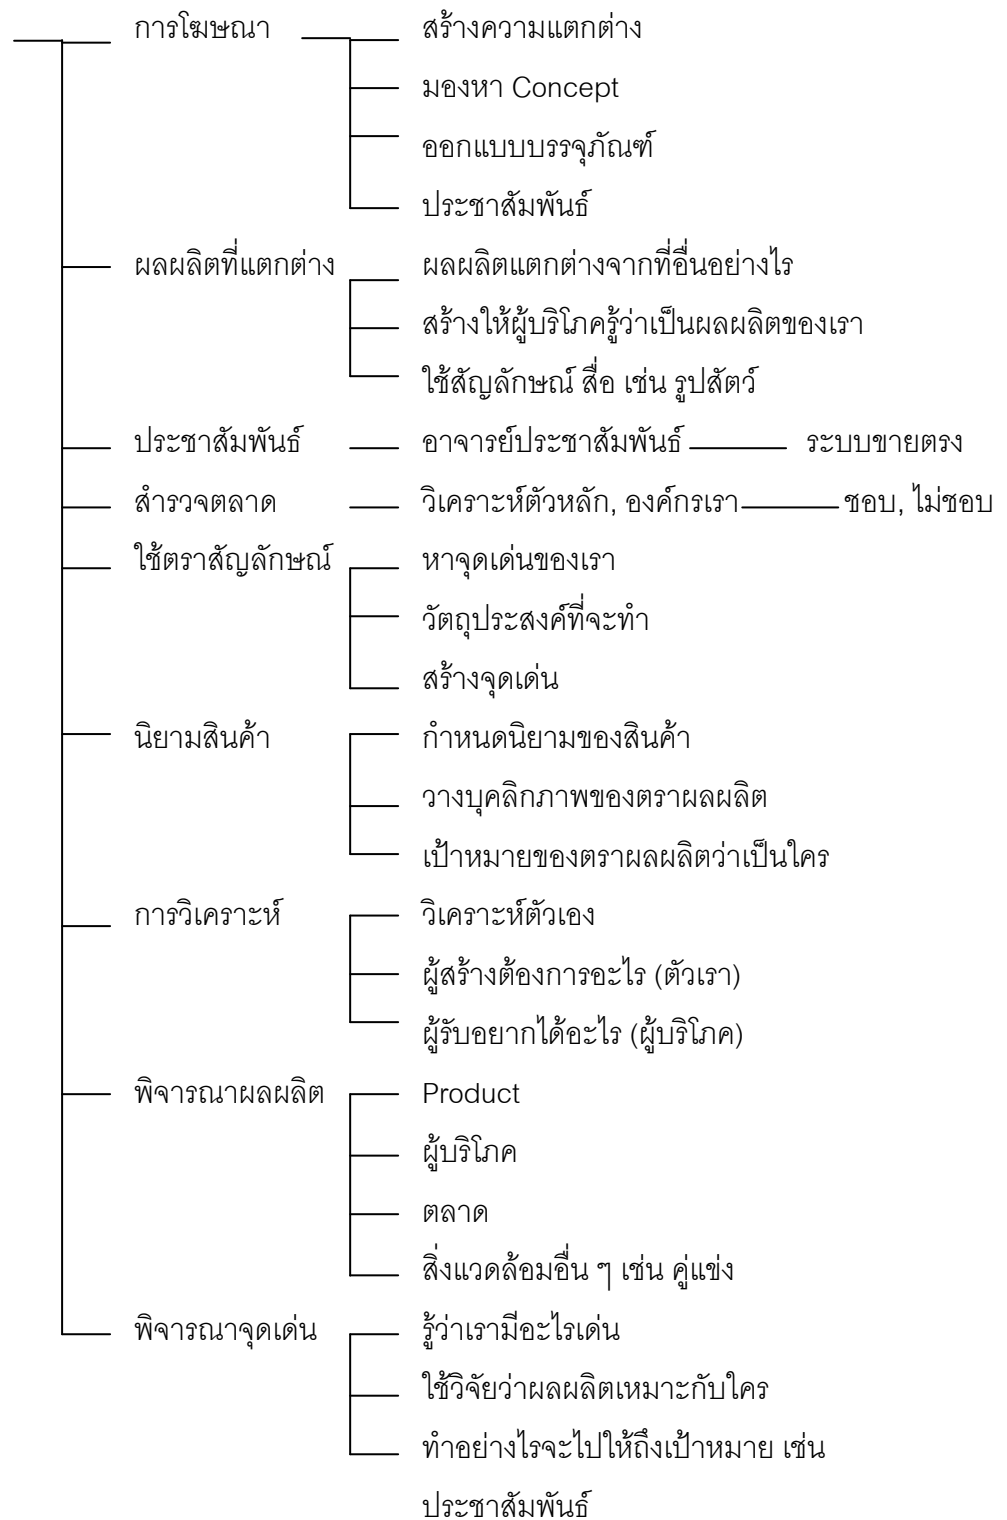 การโฆษณา สร้างความแตกต่าง
มองหา Concept
ออกแบบบรรจุภัณฑ์
ประชาสัมพันธ์
ผลผลิตที่แตกต่าง ผลผลิตแตกต่างจากที่อื่นอย่างไร
สร้างให้ผู้บริโภครู้ว่าเป็นผลผลิตของเรา
ใช้สัญลักษณ์ สื่อ เช่น รูปสัตว์
ประชาสัมพันธ์ อาจารย์ประชาสัมพันธ์ ระบบขายตรง
สำรวจตลาด วิเคราะห์ตัวหลัก, องค์กรเรา ชอบ, ไม่ชอบ
ใช้ตราสัญลักษณ์ หาจุดเด่นของเรา
วัตถุประสงค์ที่จะทำ
สร้างจุดเด่น
นิยามสินค้า กำหนดนิยามของสินค้า
วางบุคลิกภาพของตราผลผลิต
เป้าหมายของตราผลผลิตว่าเป็นใคร
การวิเคราะห์ วิเคราะห์ตัวเอง
ผู้สร้างต้องการอะไร (ตัวเรา)
ผู้รับอยากได้อะไร (ผู้บริโภค)
พิจารณาผลผลิต Product
ผู้บริโภค
ตลาด
สิ่งแวดล้อมอื่น ๆ เช่น คู่แข่ง
พิจารณาจุดเด่น รู้ว่าเรามีอะไรเด่น
ใช้วิจัยว่าผลผลิตเหมาะกับใคร
ทำอย่างไรจะไปให้ถึงเป้าหมาย เช่น
ประชาสัมพันธ์